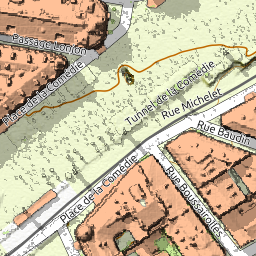 Passage Lonjon
Place de la Comédie
Tunnel de la Comédie
Rue Michelet
Rue Baudin
Place de la Comédie
Rue Boussairolles